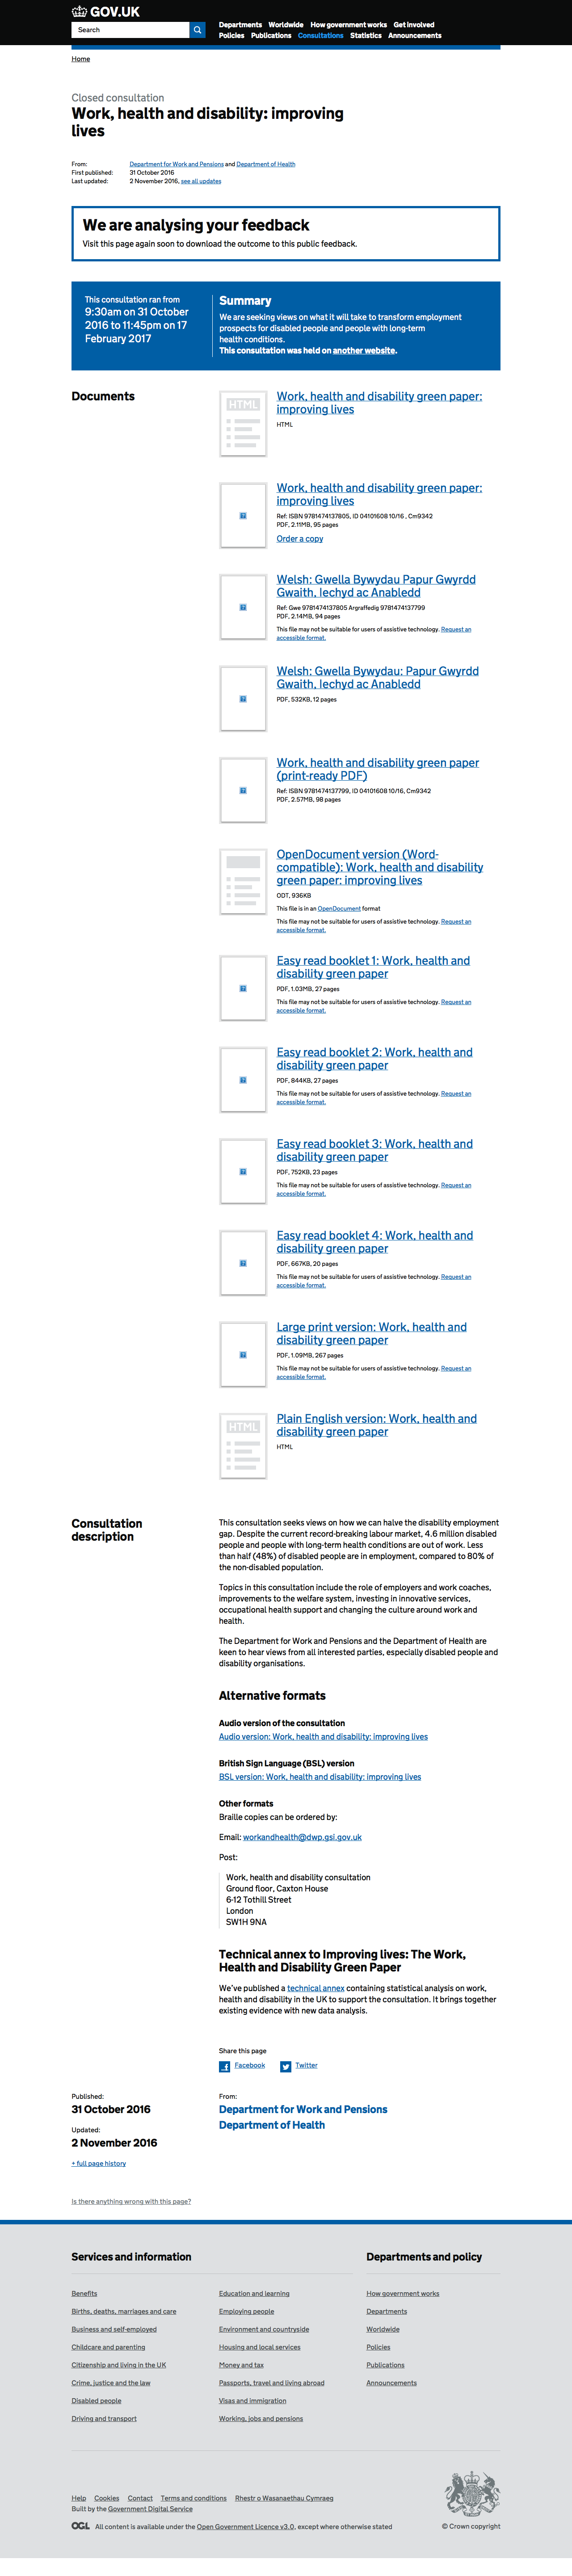 GOV.UK
Search
Departments Worldwide How government works Get involved
Policies Publications Consultations Statistics Announcements
Home
Closed consultation
Work, health and disability: improving
lives
From: Department for Work and Pensions and Department of Health
First published: 31 October 2016
Last updated: 2 November 2016, see all updates
We are analysing your feedback
Visit this page again soon to download the outcome to this public feedback.
This consultation ran from
9:30am on 31 October
2016 to 11:45pm on 17
February 2017
Summary
We are seeking views on what it will take to transform employment
prospects for disabled people and people with long-term
health conditions.
This consultation was held on another website.
Documents
HTML
Work, health and disability green paper:
improving lives
HTML
Work, health and disability green paper:
improving lives
Ref: ISBN 9781474137805, ID 04101608 10/16 , Cm9342
PDF, 2.11MB, 95 pages
Order a copy
Welsh: Gwella Bywydau Papur Gwyrdd
Gwaith, Iechyd ac Anabledd
Ref: Gwe 9781474137805 Argraffedig 9781474137799
PDF, 2.14MB, 94 pages
This file may not be suitable for users of assistive technology. Request an
accessible format.
Welsh: Gwella Bywydau: Papur Gwyrdd
Gwaith, Iechyd ac Anabledd
PDF, 532KB, 12 pages
Work, health and disability green paper
(print-ready PDF)
Ref: ISBN 9781474137799, ID 04101608 10/16, Cm9342
PDF, 2.57MB, 98 pages
OpenDocument version (Word-
compatible): Work, health and disability
green paper: improving lives
ODT, 936KB
This file is in an OpenDocument format
This file may not be suitable for users of assistive technology. Request an
accessible format.
Easy read booklet 1: Work, health and
disability green paper
PDF, 1.03MB, 27 pages
This file may not be suitable for users of assistive technology. Request an
accessible format.
Easy read booklet 2: Work, health and
disability green paper
PDF, 844KB, 27 pages
This file may not be suitable for users of assistive technology. Request an
accessible format.
Easy read booklet 3: Work, health and
disability green paper
PDF, 752KB, 23 pages
This file may not be suitable for users of assistive technology. Request an
accessible format.
Easy read booklet 4: Work, health and
disability green paper
PDF, 667KB, 20 pages
This file may not be suitable for users of assistive technology. Request an
accessible format.
Large print version: Work, health and
disability green paper
PDF, 1.09MB, 267 pages
This file may not be suitable for users of assistive technology. Request an
accessible format.
HTML
Plain English version: Work, health and
disability green paper
HTML
Consultation
description
This consultation seeks views on how we can halve the disability employment
gap. Despite the current record-breaking labour market, 4.6 million disabled
people and people with long-term health conditions are out of work. Less
than half (48%) of disabled people are in employment, compared to 80% of
the non-disabled population.
Topics in this consultation include the role of employers and work coaches,
improvements to the welfare system, investing in innovative services,
occupational health support and changing the culture around work and
health.
The Department for Work and Pensions and the Department of Health are
keen to hear views from all interested parties, especially disabled people and
disability organisations.
Alternative formats
Audio version of the consultation
Audio version: Work, health and disability: improving lives
British Sign Language (BSL) version
BSL version: Work, health and disability: improving lives
Other formats
Braille copies can be ordered by:
Email: workandhealth@dwp.gsi.gov.uk
Post:
Work, health and disability consultation
Ground floor, Caxton House
6-12 Tothill Street
London
SW1H 9NA
Technical annex to Improving lives: The Work,
Health and Disability Green Paper
We've published a technical annex containing statistical analysis on work,
health and disability in the UK to support the consultation. It brings together
existing evidence with new data analysis.
Share this page
Facebook Twitter
Published:
31 October 2016
Updated:
2 November 2016
+ full page history
From:
Department for Work and Pensions
Department of Health
Is there anything wrong with this page?
Services and information
Benefits
Births, deaths, marriages and care
Business and self-employed
Childcare and parenting
Citizenship and living in the UK
Crime, justice and the law
Disabled people
Driving and transport
Education and learning
Employing people
Environment and countryside
Housing and local services
Money and tax
Passports, travel and living abroad
Visas and immigration
Working, jobs and pensions
Departments and policy
How government works
Departments
Worldwide
Policies
Publications
Announcements
Help Cookies Contact Terms and conditions Rhestr o Wasanaethau Cymraeg
Built by the Government Digital Service
OGL All content is available under the Open Government Licence v3.0, except where otherwise stated
© Crown copyright